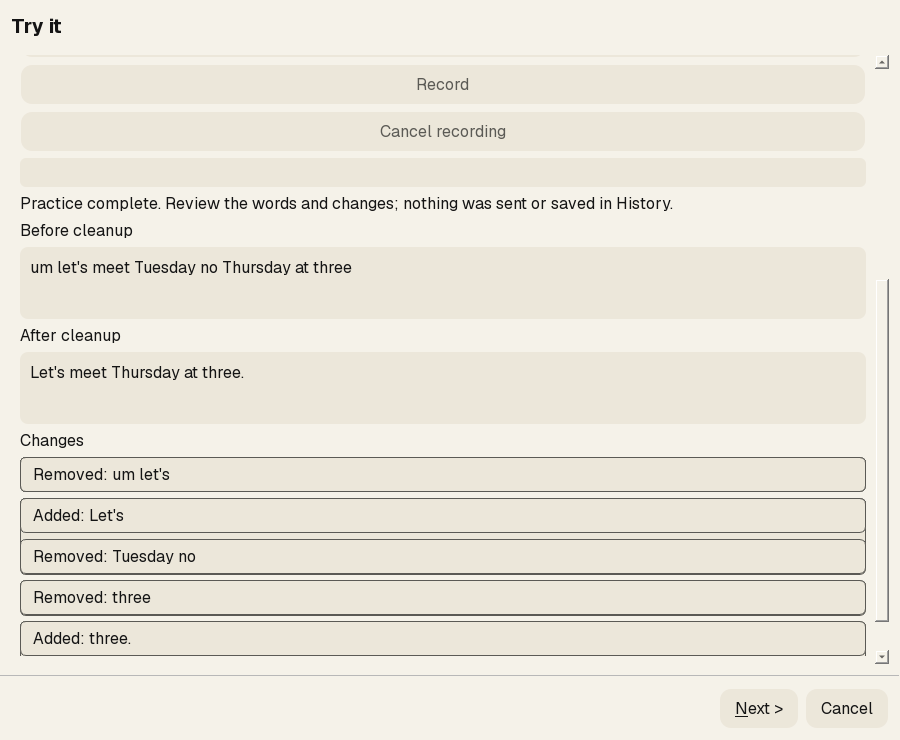 Try it
Record
Cancel recording
Practice complete. Review the words and changes; nothing was sent or saved in History.
Before cleanup
um let's meet Tuesday no Thursday at three
After cleanup
Let's meet Thursday at three.
Changes
Removed: um let's
Added: Let's
Removed: Tuesday no
Removed: three
Added: three.
Next >
Cancel